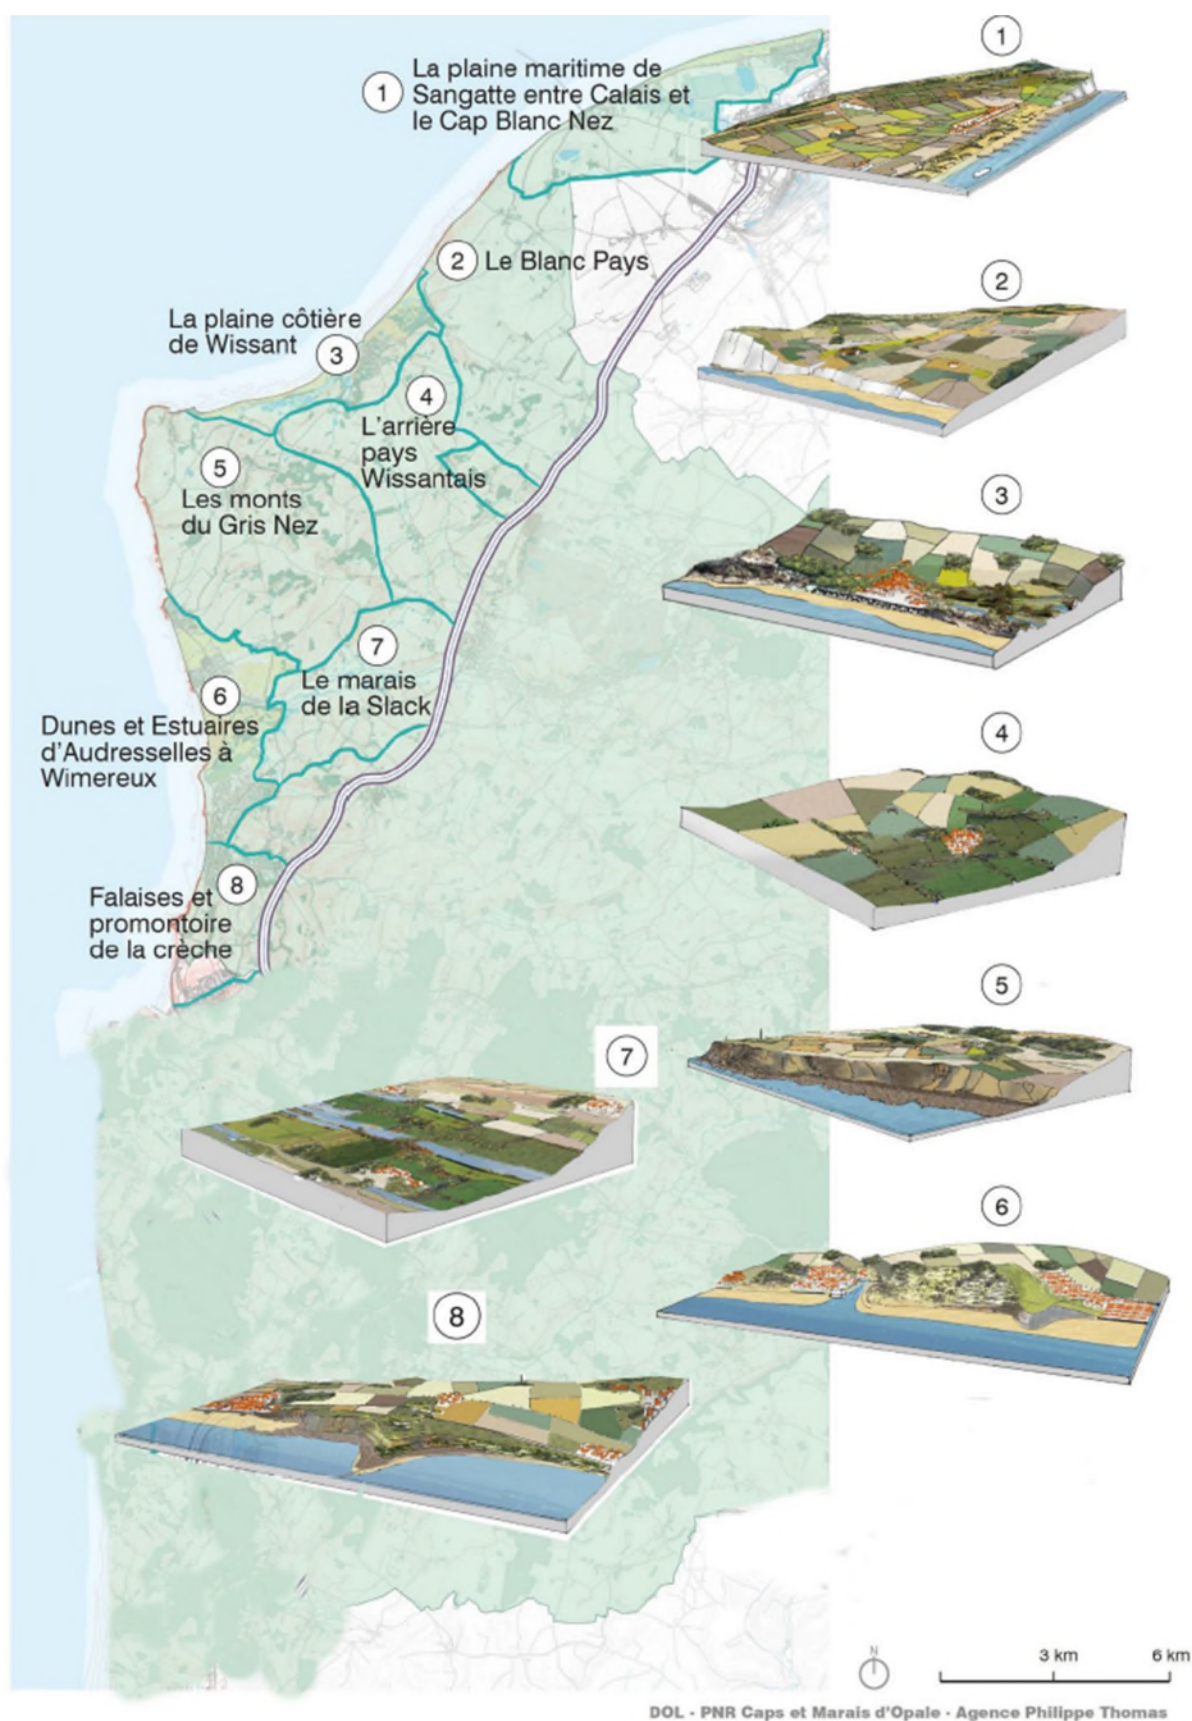 1
1
La plaine maritime de
Sangatte entre Calais et
le Cap Blanc Nez
2
Le Blanc Pays
2
La plaine côtière
de Wissant
3
4
L'arrière
pays
Wissantais
5
Les monts
du Gris Nez
3
7
Le marais
de la Slack
6
Dunes et Estuaires
d'Audresselles à
Wimereux
4
8
Falaises et
promontoire
de la crèche
5
7
6
8
N
3 km
6 km
DOL - PNR Caps et Marais d'Opale - Agence Philippe Thomas